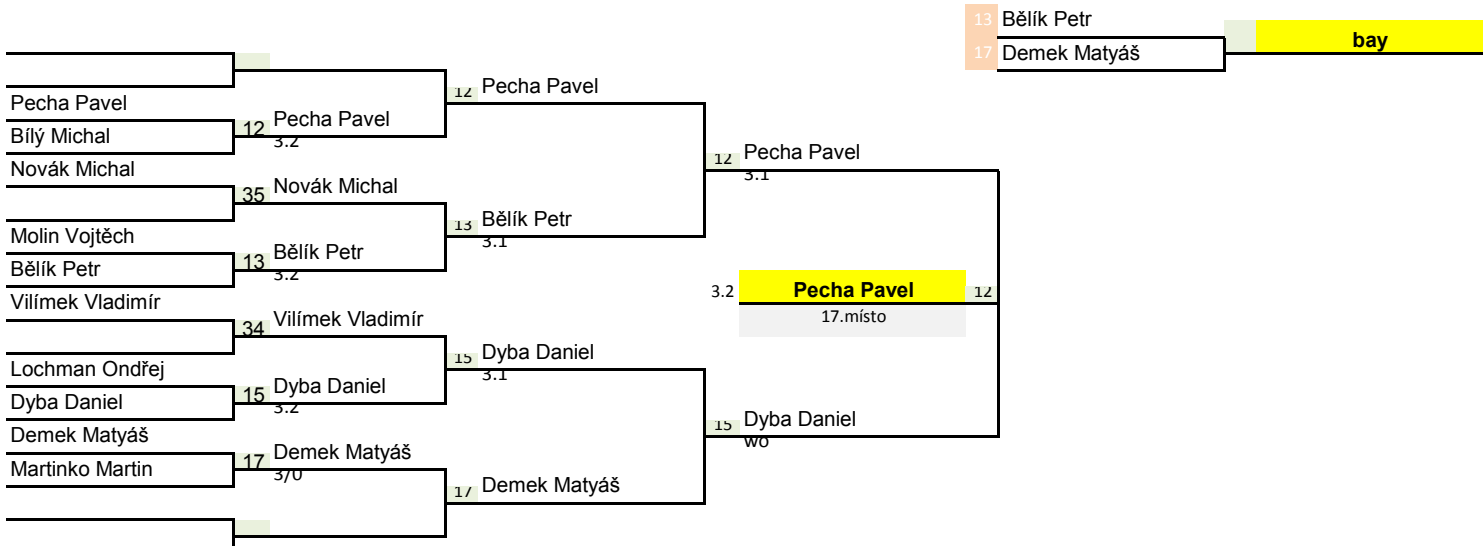 13 Bělík Petr
bay
17 Demek Matyáš
12 Pecha Pavel
Pecha Pavel
12 Pecha Pavel
3.2
Bílý Michal
12 Pecha Pavel
3.1
Novák Michal
35 Novák Michal
13 Bělík Petr
3.1
Molin Vojtěch
13 Bělík Petr
3.2
Bělík Petr
3.2 Pecha Pavel 12
17.místo
Vilímek Vladimír
34 Vilímek Vladimír
15 Dyba Daniel
3.1
Lochman Ondřej
15 Dyba Daniel
3.2
Dyba Daniel
15 Dyba Daniel
wo
Demek Matyáš
17 Demek Matyáš
3/0
Martinko Martin
17 Demek Matyáš